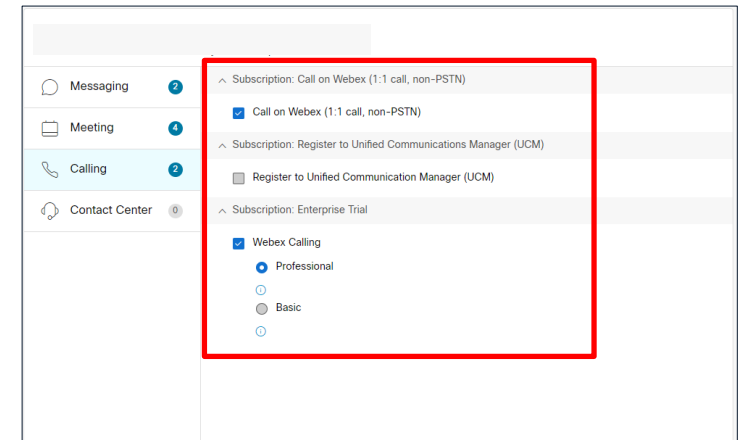 Messaging 2
Meeting 4
Calling 2
Contact Center 0
Subscription: Call on Webex (1:1 call, non-PSTN)
Call on Webex (1:1 call, non-PSTN)
Subscription: Register to Unified Communications Manager (UCM)
Register to Unified Communication Manager (UCM)
Subscription: Enterprise Trial
Webex Calling
Professional
Basic